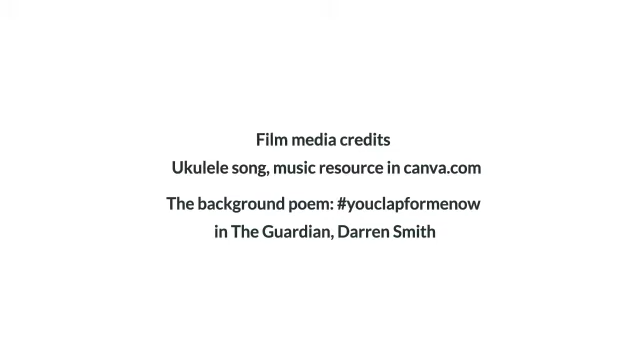 Film media credits
Ukulele song, music resource in canva.com
The background poem: #youclapformenow
in The Guardian, Darren Smith